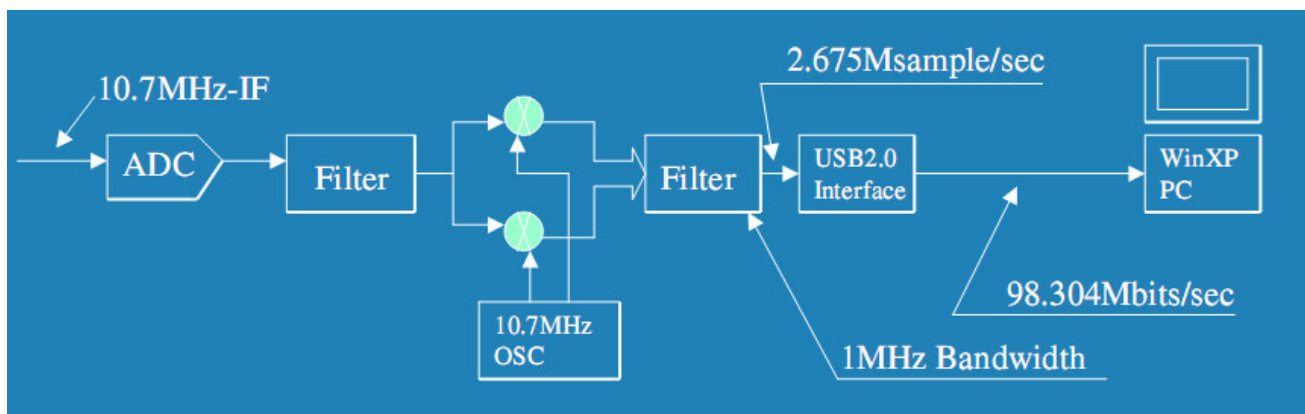 2.675Msample/sec
10.7MHz-IF
ADC
Filter
Filter
USB2.0
Interface
WinXP
PC
98.304Mbits/sec
10.7MHz
OSC
1MHz Bandwidth